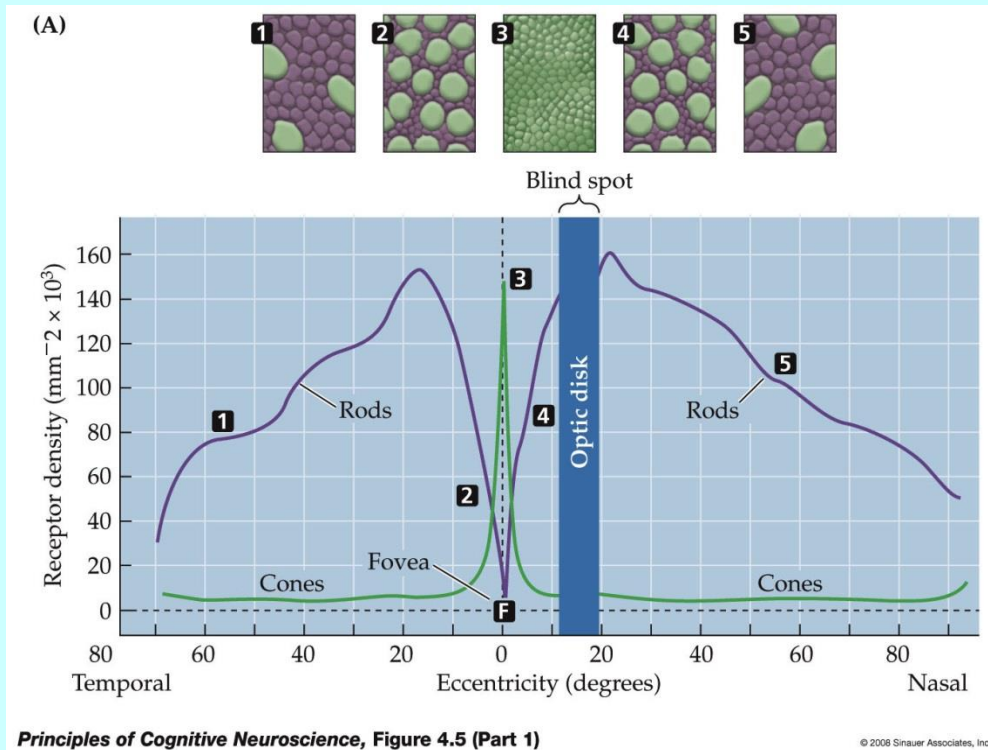 (A)
1 2 3 4 5
Blind spot
160
140
120
100
80
60
40
20
0
Receptor density (mm−2 × 10³)
3
4
5
1
2
Rods
Rods
Optic disk
Fovea
Cones
Cones
F
80 60 40 20 0 20 40 60 80
Temporal Eccentricity (degrees) Nasal
Principles of Cognitive Neuroscience, Figure 4.5 (Part 1)
© 2008 Sinauer Associates, Inc